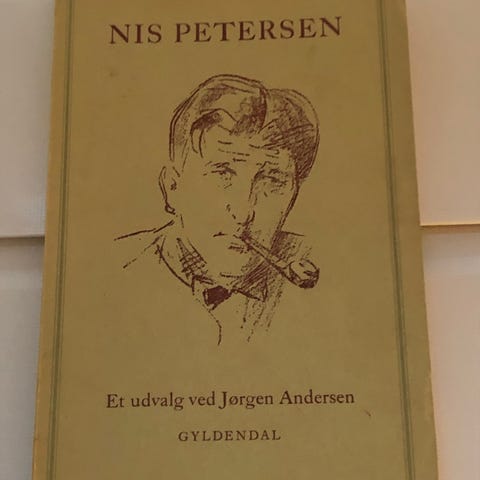 NIS PETERSEN
Et udvalg ved Jørgen Andersen
GYLDENDAL